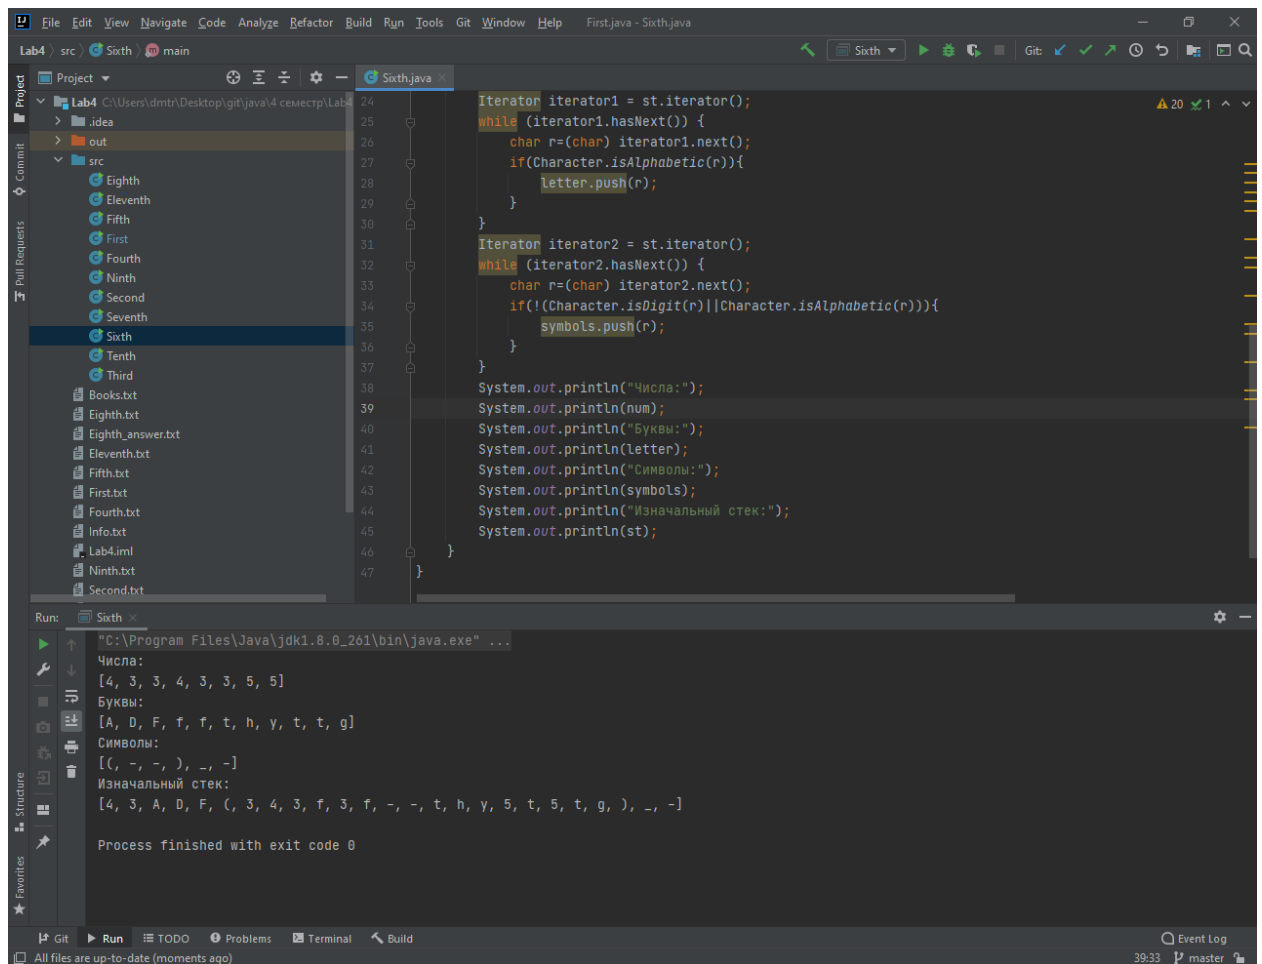 File Edit View Navigate Code Analyze Refactor Build Run Tools Git Window Help First.java - Sixth.java
Lab4 src Sixth main
Sixth
Git:
Project
Sixth.java
Project
Commit
Pull Requests
Structure
Favorites
Lab4 C:\Users\dmtr\Desktop\git\java\4 семестр\Lab4
.idea
out
src
Eighth
Eleventh
Fifth
First
Fourth
Ninth
Second
Seventh
Sixth
Tenth
Third
Books.txt
Eighth.txt
Eighth_answer.txt
Eleventh.txt
Fifth.txt
First.txt
Fourth.txt
Info.txt
Lab4.iml
Ninth.txt
Second.txt
20 1
24 Iterator iterator1 = st.iterator();
25 while (iterator1.hasNext()) {
26 char r=(char) iterator1.next();
27 if(Character.isAlphabetic(r)){
28 letter.push(r);
29 }
30 }
31 Iterator iterator2 = st.iterator();
32 while (iterator2.hasNext()) {
33 char r=(char) iterator2.next();
34 if(!(Character.isDigit(r)||Character.isAlphabetic(r))){
35 symbols.push(r);
36 }
37 }
38 System.out.println("Числа:");
39 System.out.println(num);
40 System.out.println("Буквы:");
41 System.out.println(letter);
42 System.out.println("Символы:");
43 System.out.println(symbols);
44 System.out.println("Изначальный стек:");
45 System.out.println(st);
46 }
47 }
Run: Sixth
"C:\Program Files\Java\jdk1.8.0_261\bin\java.exe" ...
Числа:
[4, 3, 3, 4, 3, 3, 5, 5]
Буквы:
[A, D, F, f, f, t, h, y, t, t, g]
Символы:
[(, -, -, ), _, -]
Изначальный стек:
[4, 3, A, D, F, (, 3, 4, 3, f, 3, f, -, -, t, h, y, 5, t, 5, t, g, ), _, -]
Process finished with exit code 0
Git Run TODO Problems Terminal Build Event Log
All files are up-to-date (moments ago) 39:33 master